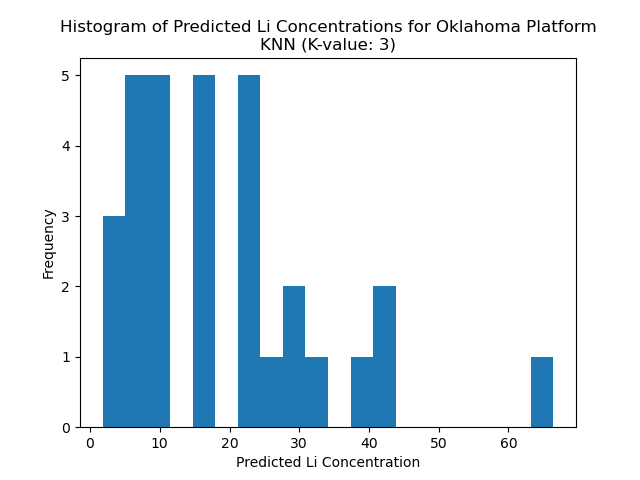 Histogram of Predicted Li Concentrations for Oklahoma Platform
KNN (K-value: 3)
5
4
3
2
1
0
Frequency
0 10 20 30 40 50 60
Predicted Li Concentration